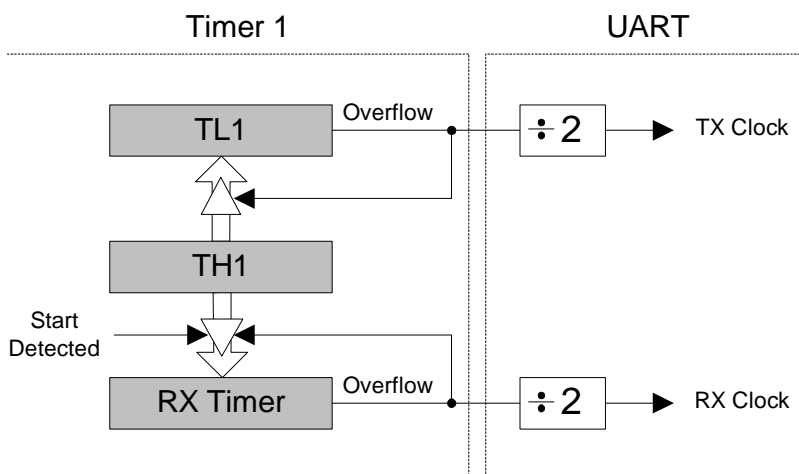 Timer 1
UART
TL1
Overflow
÷2
TX Clock
TH1
Start
Detected
RX Timer
Overflow
÷2
RX Clock